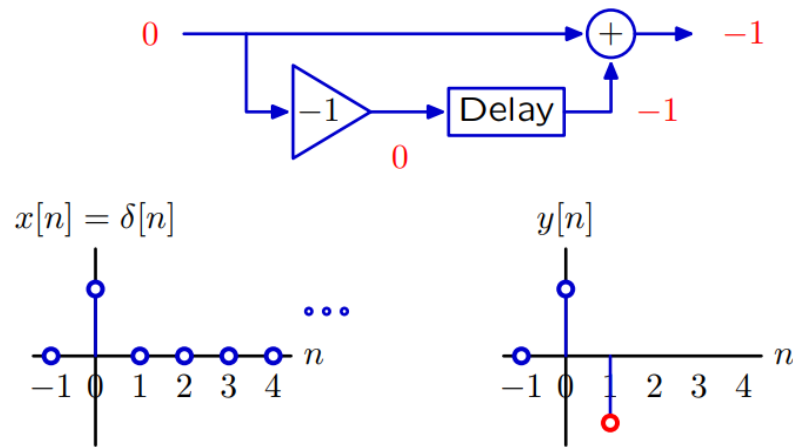 0 + −1
−1 Delay −1
0
x[n] = δ[n] y[n]
n n
−1 0 1 2 3 4 −1 0 1 2 3 4